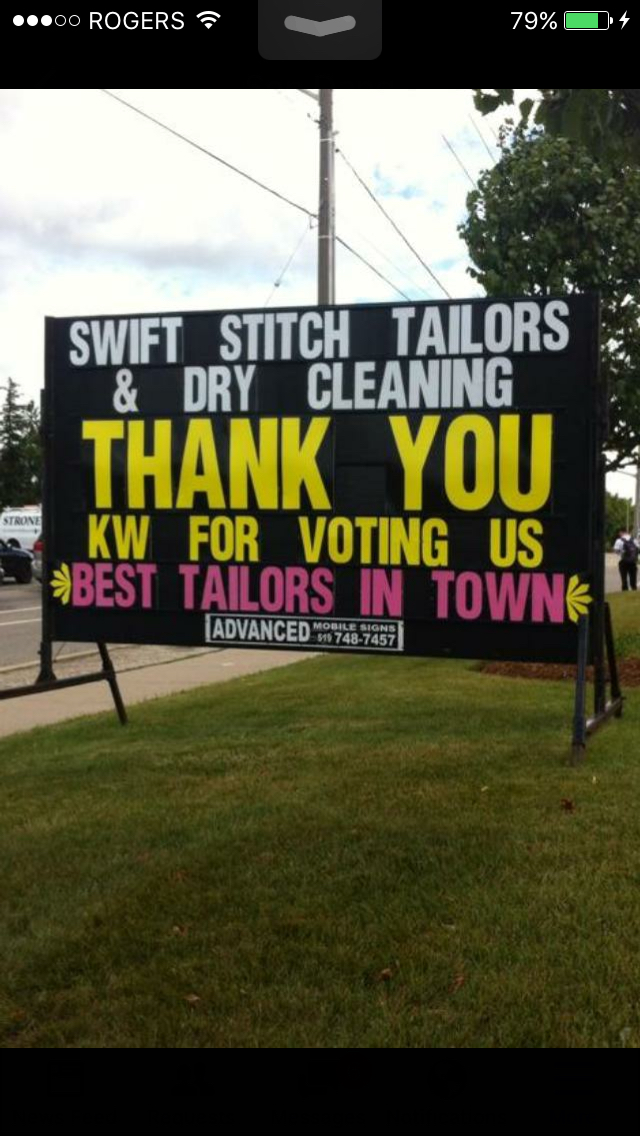 ROGERS 79%
SWIFT STITCH TAILORS
& DRY CLEANING
THANK YOU
KW FOR VOTING US
BEST TAILORS IN TOWN
ADVANCED MOBILE SIGNS
519 748-7457
STRONE